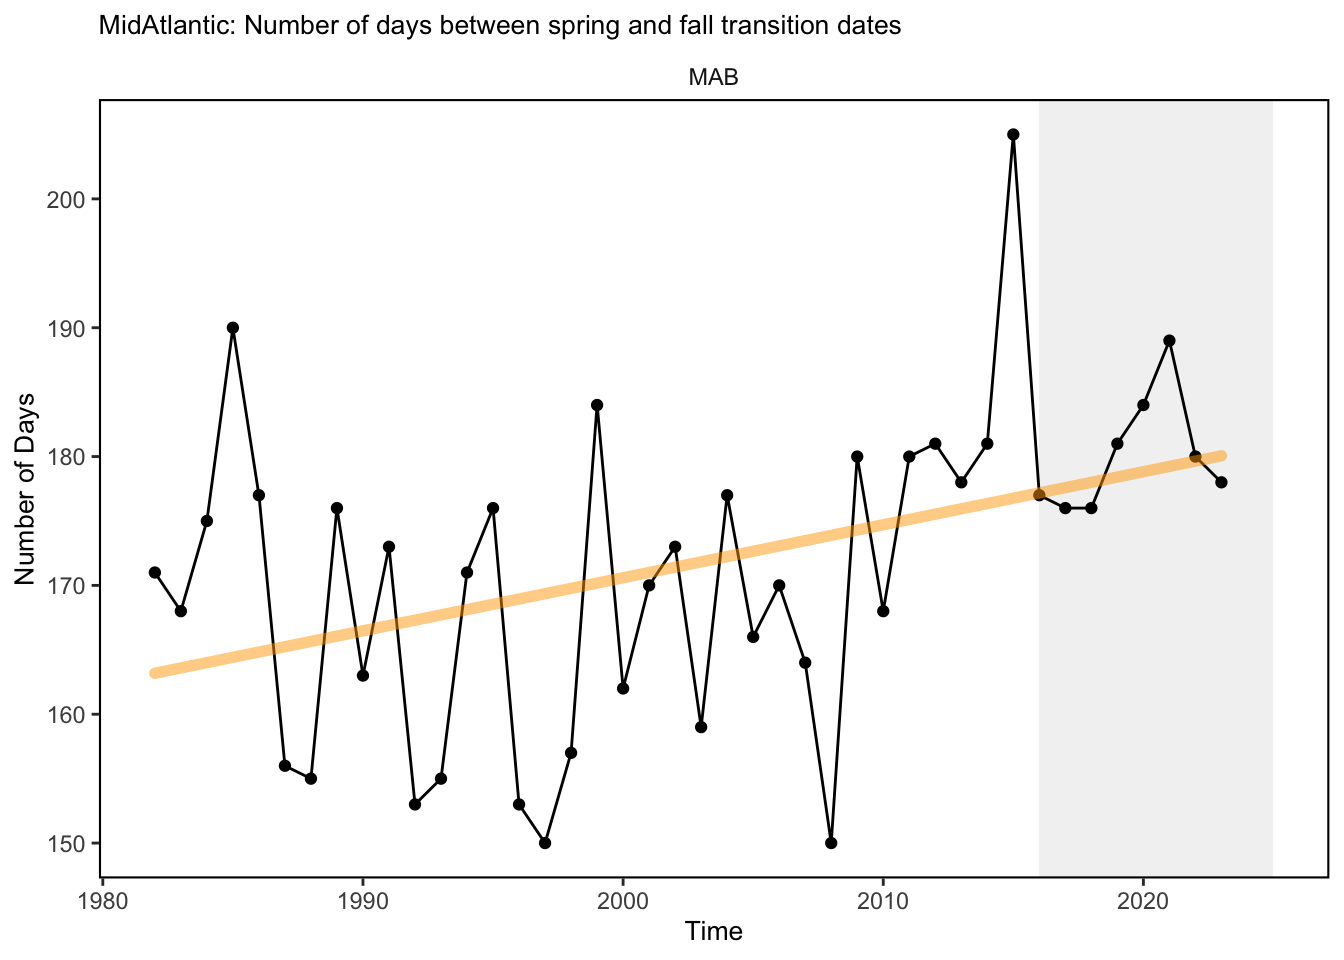 MidAtlantic: Number of days between spring and fall transition dates
MAB
Number of Days
200
190
180
170
160
150
1980 1990 2000 2010 2020
Time